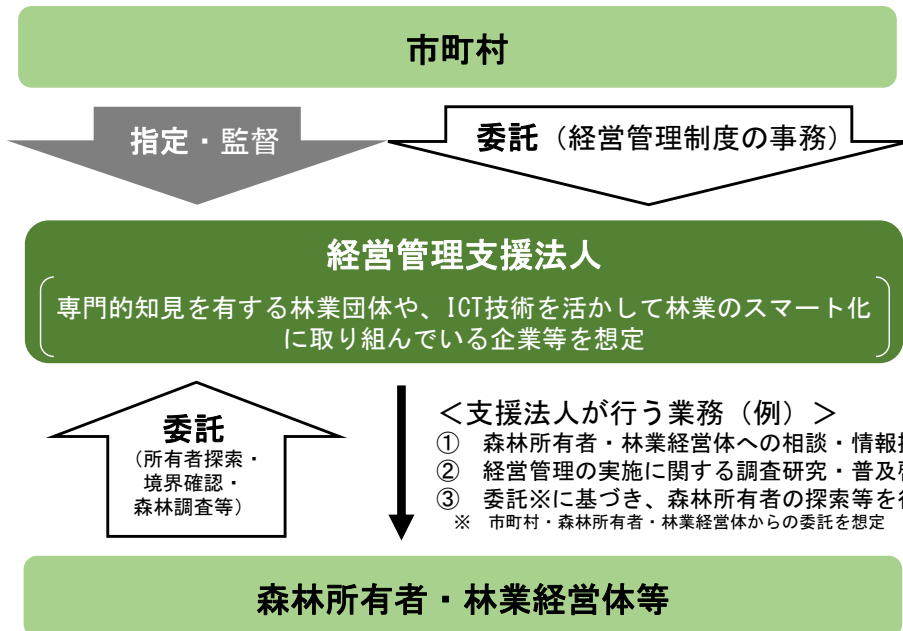 市町村
指定・監督
委託（経営管理制度の事務）
経営管理支援法人
専門的知見を有する林業団体や、ICT技術を活かして林業のスマート化
に取り組んでいる企業等を想定
委託
（所有者探索・
境界確認・
森林調査等）
＜支援法人が行う業務（例）＞
① 森林所有者・林業経営体への相談・情報
② 経営管理の実施に関する調査研究・普及
③ 委託※に基づき、森林所有者の探索等を
※ 市町村・森林所有者・林業経営体からの委託を想定
森林所有者・林業経営体等